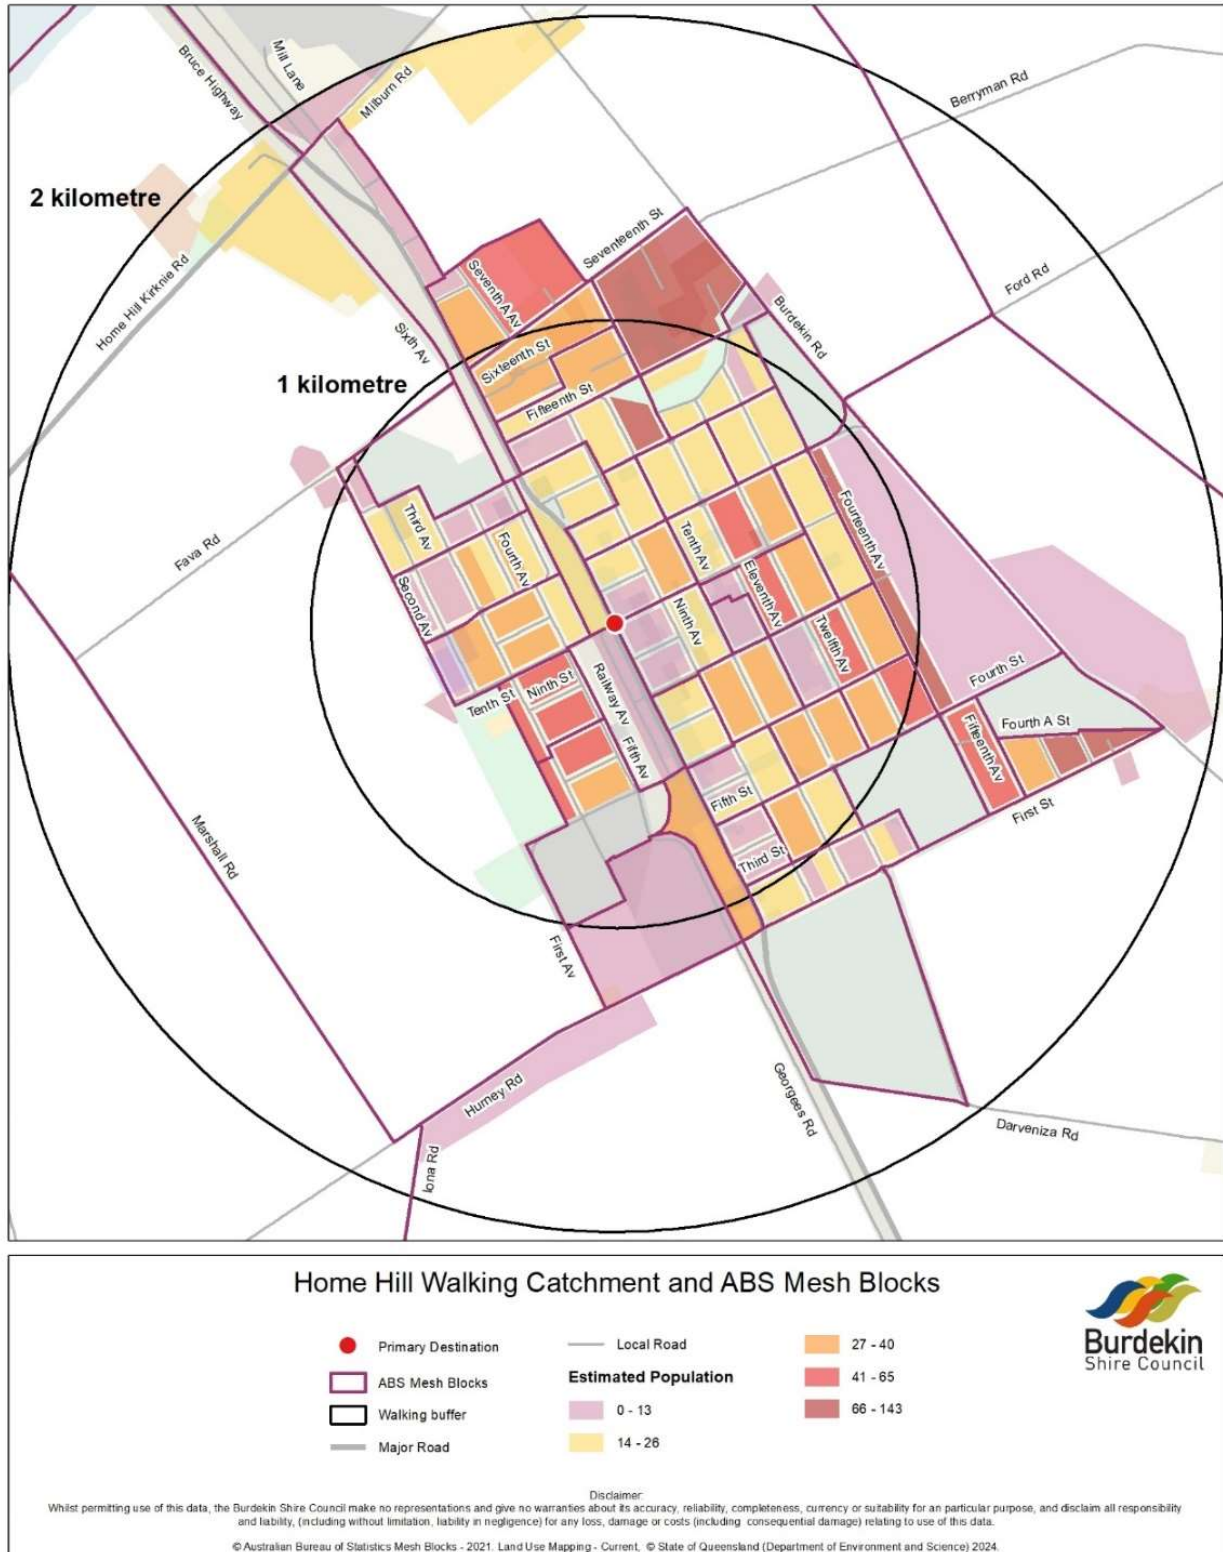 Bruce Highway
Mill Lane
Milburn Rd
Berryman Rd
2 kilometre
Home Hill Kirknie Rd
Seventh A Av
Seventeenth St
Burdekin Rd
Ford Rd
Sixth Av
1 kilometre
Sixteenth St
Fifteenth St
Fava Rd
Third Av
Fourth Av
Second Av
Tenth Av
Eleventh Av
Fourteenth Av
Ninth Av
Twelfth Av
Tenth St
Ninth St
Railway Av
Fifth Av
Fourth St
Fourth A St
Fifteenth Av
First St
Fifth St
Third St
Marshall Rd
First Av
Hurney Rd
Iona Rd
Georgees Rd
Darveniza Rd
Home Hill Walking Catchment and ABS Mesh Blocks
Primary Destination
ABS Mesh Blocks
Walking buffer
Major Road
Local Road
Estimated Population
0 - 13
14 - 26
27 - 40
41 - 65
66 - 143
Burdekin
Shire Council
Disclaimer:
Whilst permitting use of this data, the Burdekin Shire Council make no representations and give no warranties about its accuracy, reliability, completeness, currency or suitability for an particular purpose, and disclaim all responsibility
and liability, (including without limitation, liability in negligence) for any loss, damage or costs (including consequential damage) relating to use of this data.
© Australian Bureau of Statistics Mesh Blocks - 2021. Land Use Mapping - Current, © State of Queensland (Department of Environment and Science) 2024.